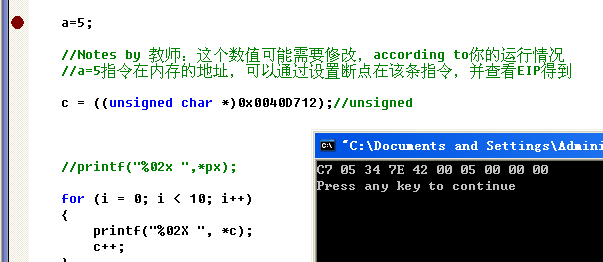 a=5;
//Notes by 教师：这个数值可能需要修改，according to你的运行情况
//a=5指令在内存的地址，可以通过设置断点在该条指令，并查看EIP得到
c = ((unsigned char *)0x0040D712);//unsigned
//printf("%02x ",*px);
for (i = 0; i < 10; i++)
{
printf("%02X ", *c);
c++;
"C:\Documents and Settings\Admini
C7 05 34 7E 42 00 05 00 00 00
Press any key to continue